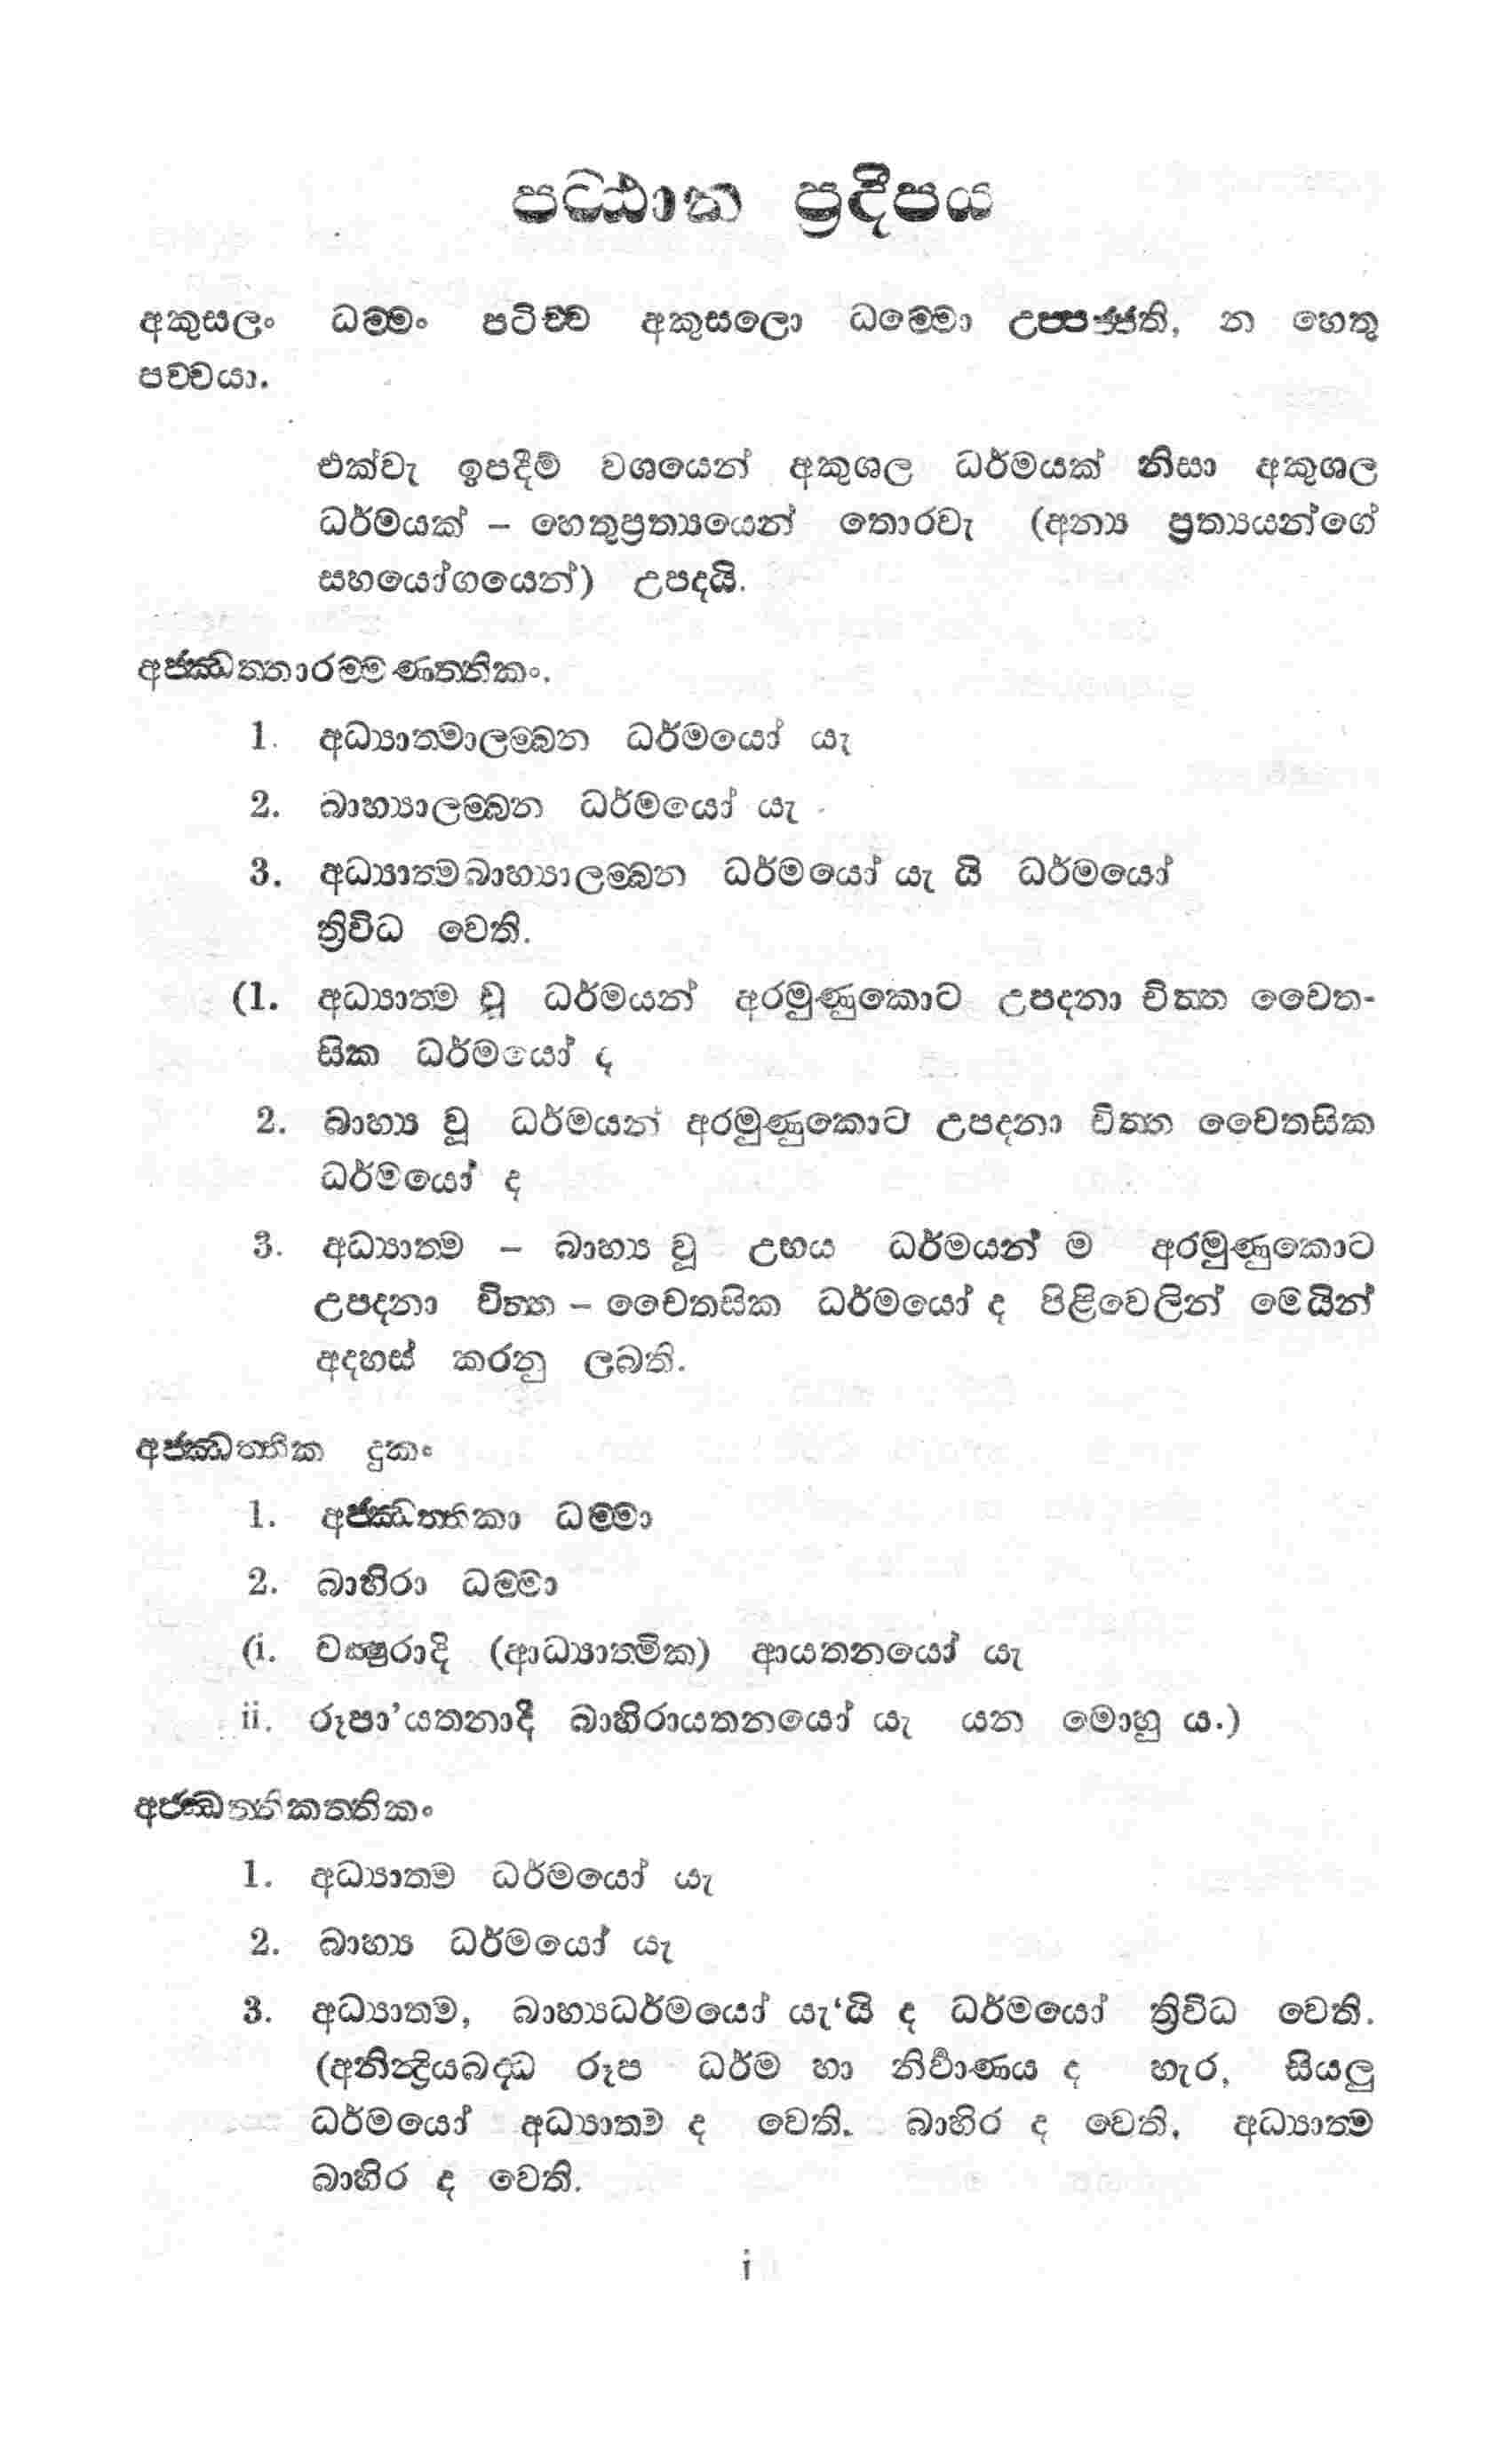 පට්ඨාන ප්‍රදීපය
අකුසලං ධම්මං පටිච්ච අකුසලො ධම්මො උප්පජ්ජති, න හෙතු
පච්චයා.
එක්වැ ඉපදීම් වශයෙන් අකුශල ධර්මයක් නිසා අකුශල
ධර්මයක් – හෙතුප්‍රත්‍යයෙන් තොරවැ (අන්‍ය ප්‍රත්‍යයන්ගේ
සහයෝගයෙන්) උපදයි.
අජ්ඣත්තාරම්මණත්තිකං.
1. අධ්‍යාත්මාලම්බන ධර්මයෝ යැ
2. බාහ්‍යාලම්බන ධර්මයෝ යැ
3. අධ්‍යාත්මබාහ්‍යාලම්බන ධර්මයෝ යැ යි ධර්මයෝ
ත්‍රිවිධ වෙති.
(1. අධ්‍යාත්ම වූ ධර්මයන් අරමුණුකොට උපදනා චිත්ත චෛත-
සික ධර්මයෝ ද
2. බාහ්‍ය වූ ධර්මයන් අරමුණුකොට උපදනා චිත්ත චෛතසික
ධර්මයෝ ද
3. අධ්‍යාත්ම – බාහ්‍ය වූ උභය ධර්මයන් ම අරමුණුකොට
උපදනා චිත්ත – චෛතසික ධර්මයෝ ද පිළිවෙලින් මෙයින්
අදහස් කරනු ලබති.
අජ්ඣත්තික දුකං
1. අජ්ඣත්තිකා ධම්මා
2. බාහිරා ධම්මා
(i. චක්ෂුරාදි (ආධ්‍යාත්මික) ආයතනයෝ යැ
ii. රූපා’යතනාදී බාහිරායතනයෝ යැ යන මොහු ය.)
අජ්ඣත්තිකත්තිකං
1. අධ්‍යාත්ම ධර්මයෝ යැ
2. බාහ්‍ය ධර්මයෝ යැ
3. අධ්‍යාත්ම, බාහ්‍යධර්මයෝ යැ‘යි ද ධර්මයෝ ත්‍රිවිධ වෙති.
(අනින්ද්‍රියබද්ධ රූප ධර්ම හා නිර්වාණය ද හැර, සියලු
ධර්මයෝ අධ්‍යාත්ම ද වෙති. බාහිර ද වෙති, අධ්‍යාත්ම
බාහිර ද වෙති.
i